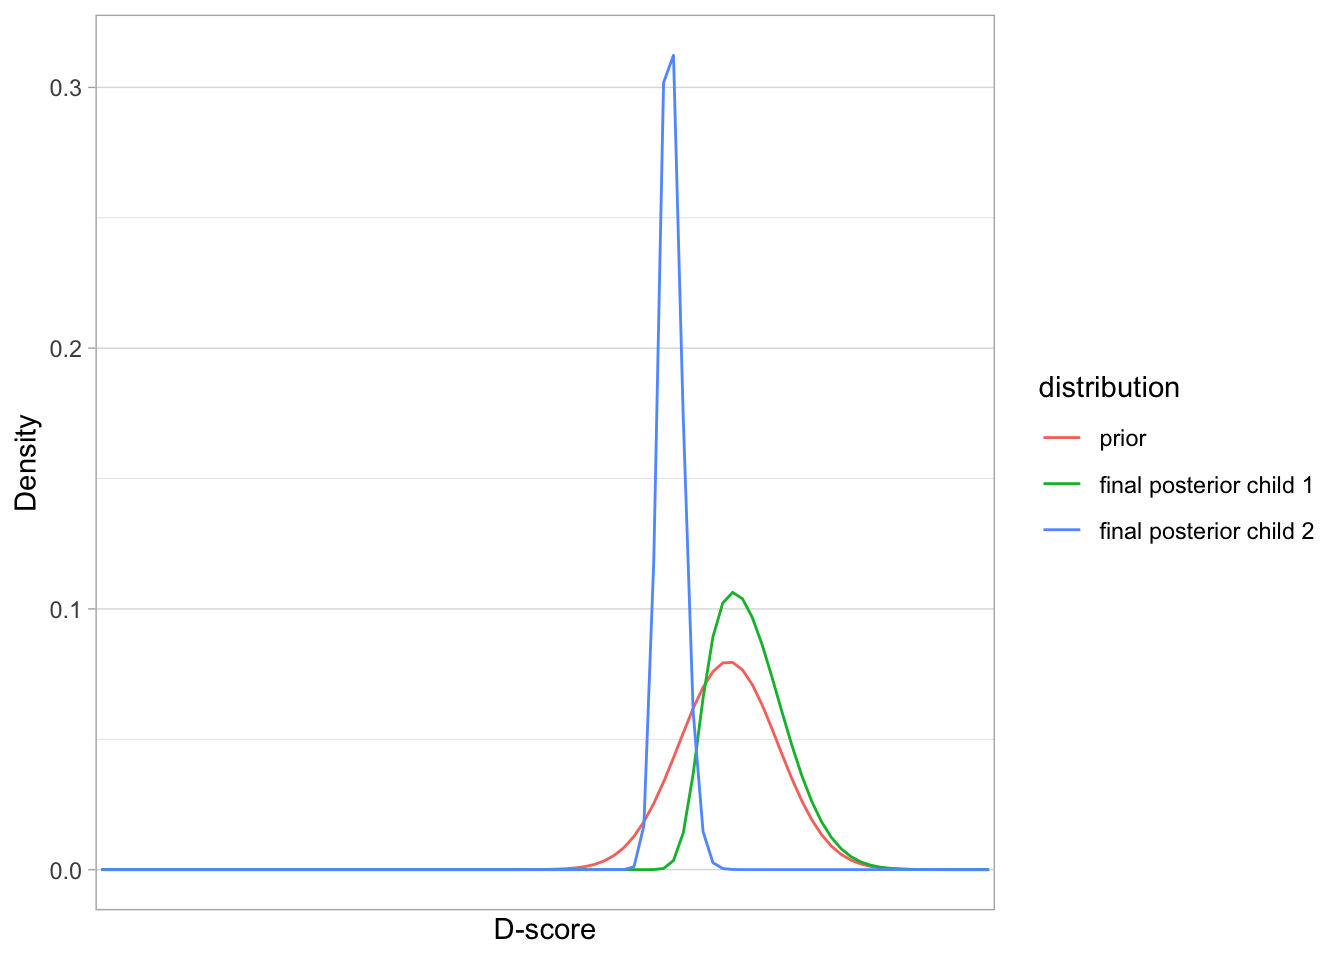 0.3
0.2
0.1
0.0
Density
D-score
distribution
prior
final posterior child 1
final posterior child 2